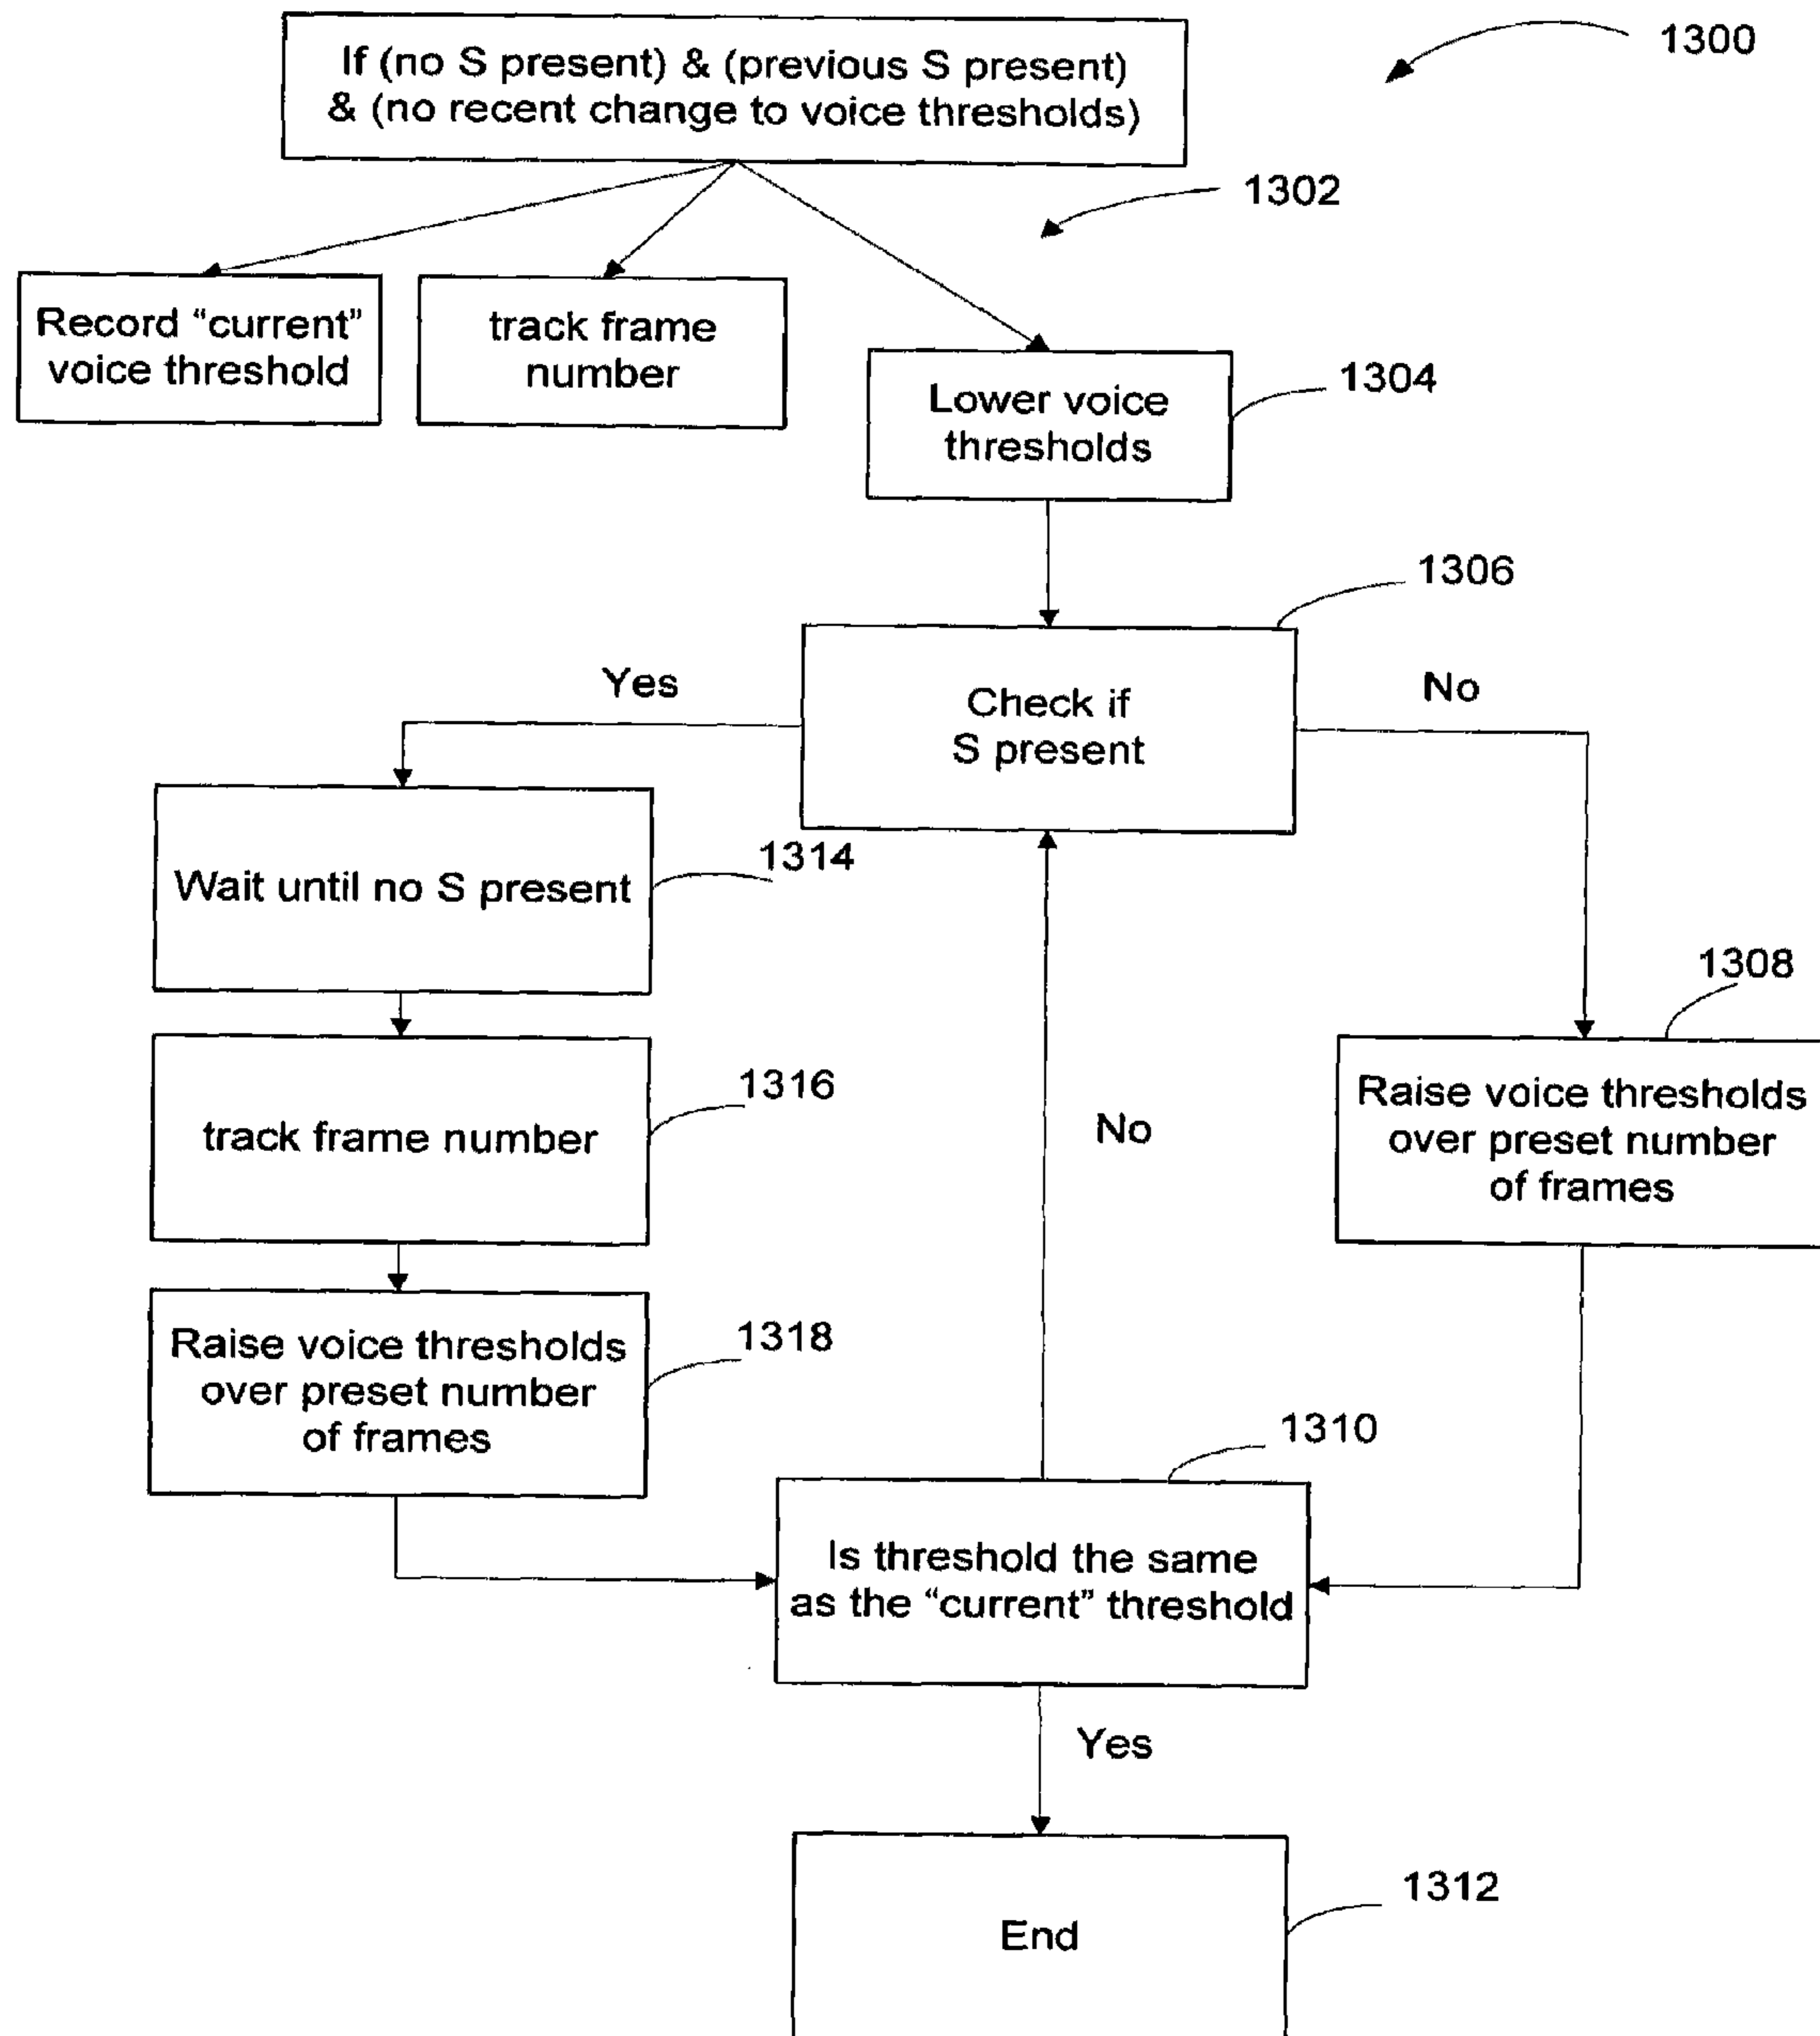 If (no S present) & (previous S present)
& (no recent change to voice thresholds)
1300
1302
Record “current”
voice threshold
track frame
number
Lower voice
thresholds
1304
1306
Yes
Check if
S present
No
Wait until no S present
1314
1308
track frame number
1316
No
Raise voice thresholds
over preset number
of frames
Raise voice thresholds
over preset number
of frames
1318
1310
Is threshold the same
as the “current” threshold
Yes
End
1312